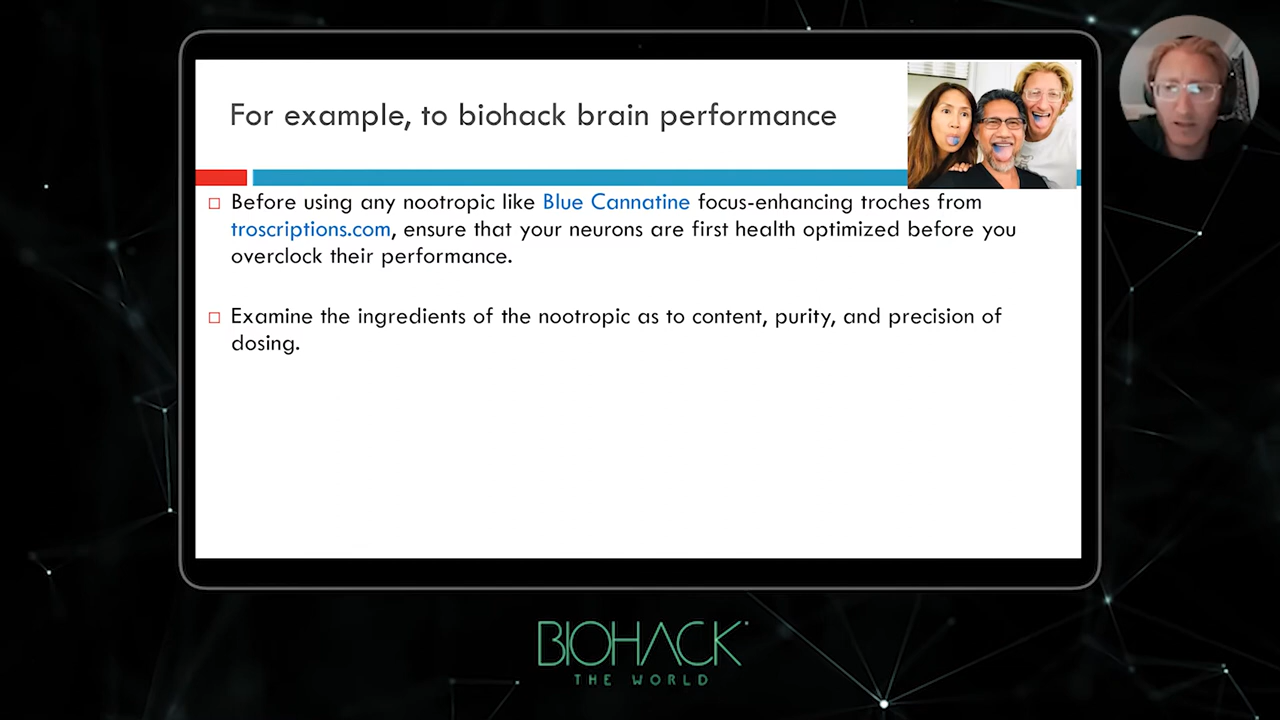 For example, to biohack brain performance
□ Before using any nootropic like Blue Cannatine focus-enhancing troches from
troscriptions.com, ensure that your neurons are first health optimized before you
overclock their performance.
□ Examine the ingredients of the nootropic as to content, purity, and precision of
dosing.
BIOHACK
THE WORLD